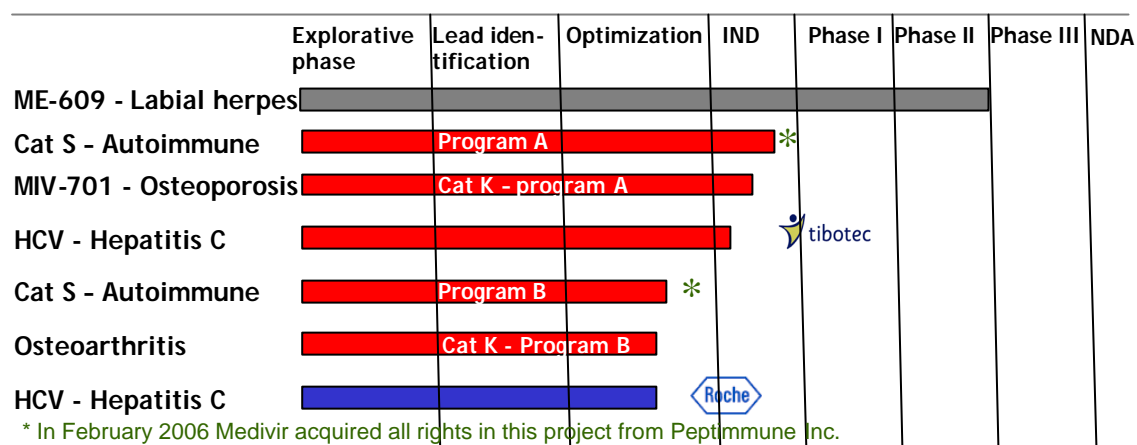 Explorative phase Lead iden-tification Optimization IND Phase I Phase II Phase III NDA
ME-609 - Labial herpes
Cat S - Autoimmune Program A *
MIV-701 - Osteoporosis Cat K - program A
HCV - Hepatitis C tibotec
Cat S - Autoimmune Program B *
Osteoarthritis Cat K - Program B
HCV - Hepatitis C Roche
* In February 2006 Medivir acquired all rights in this project from Peptimmune Inc.